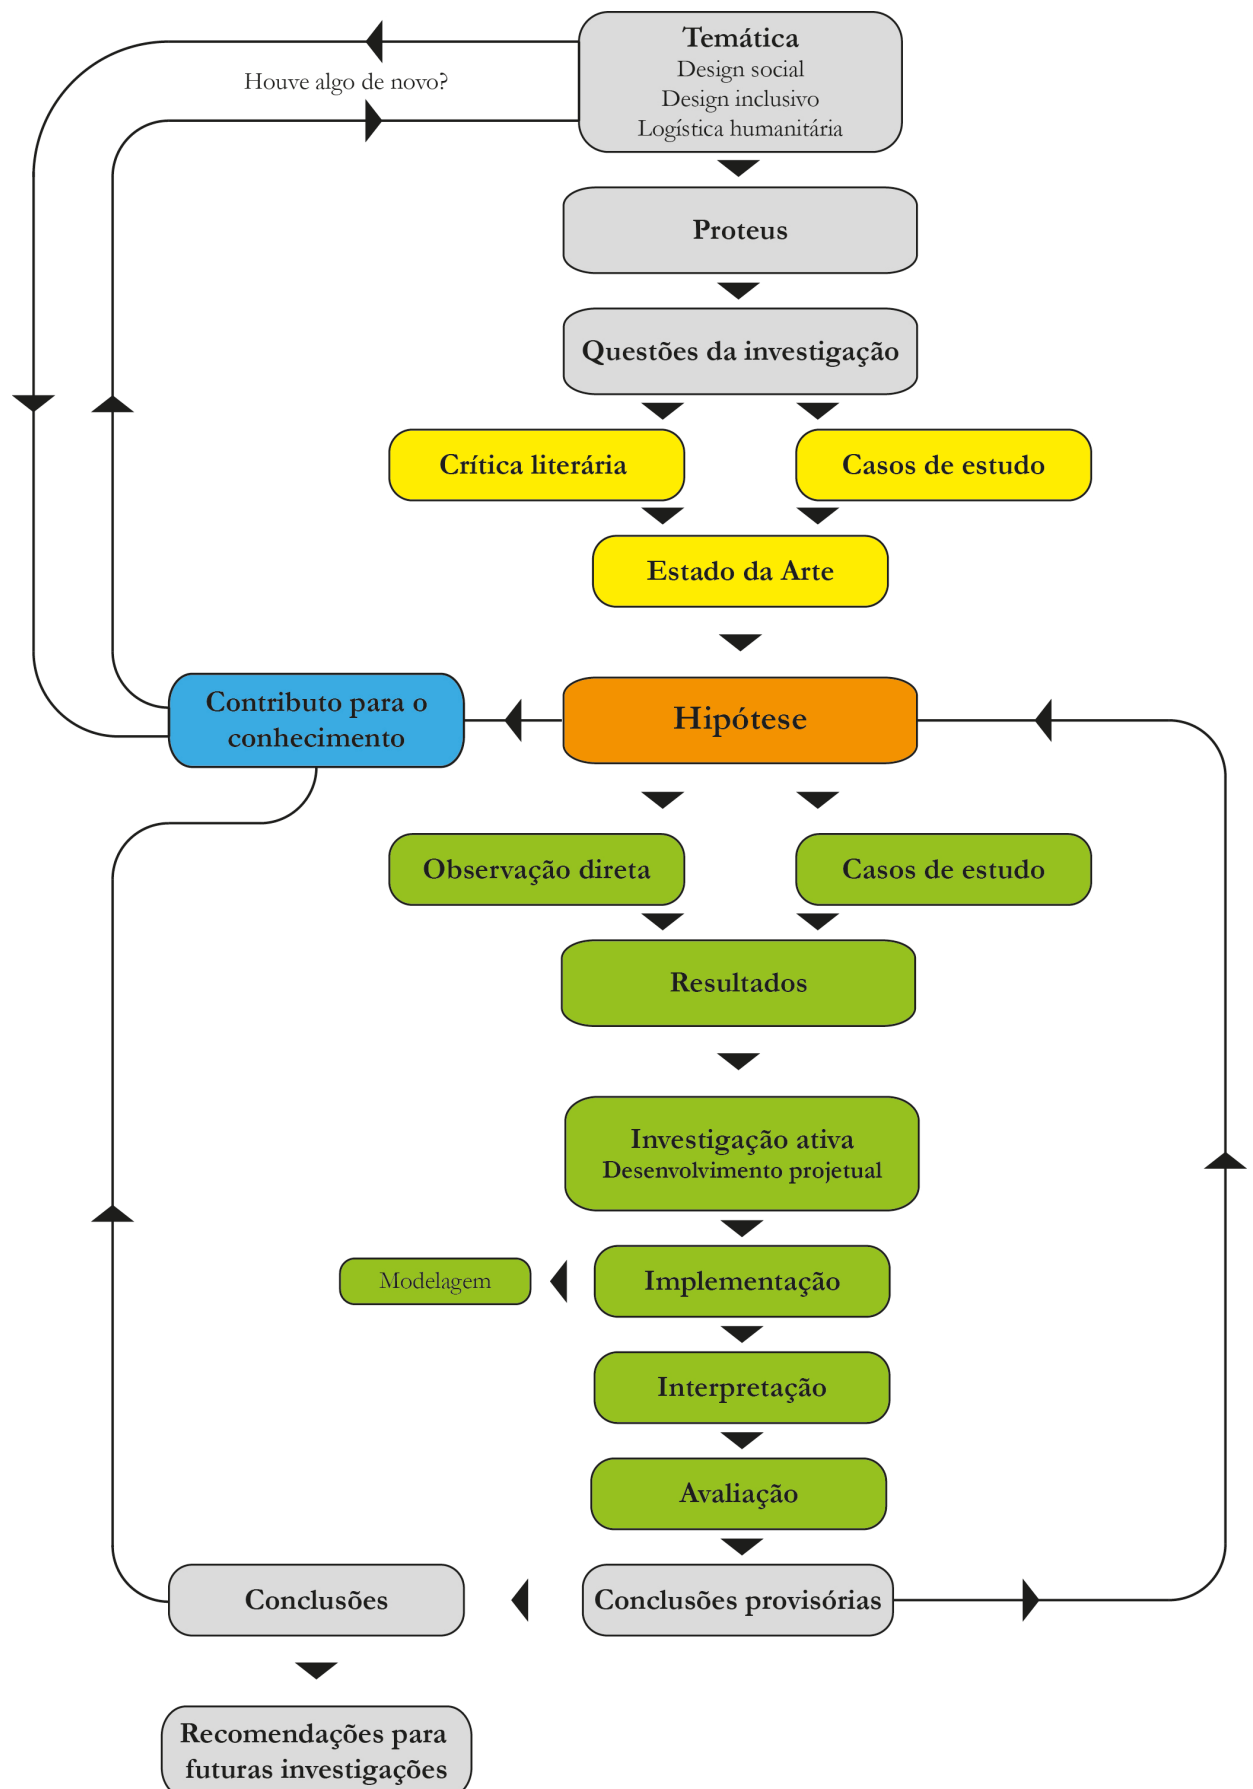 Temática
Design social
Design inclusivo
Logística humanitária
Houve algo de novo?
Proteus
Questões da investigação
Crítica literária
Casos de estudo
Estado da Arte
Contributo para o
conhecimento
Hipótese
Observação direta
Casos de estudo
Resultados
Investigação ativa
Desenvolvimento projetual
Modelagem
Implementação
Interpretação
Avaliação
Conclusões
Conclusões provisórias
Recomendações para
futuras investigações